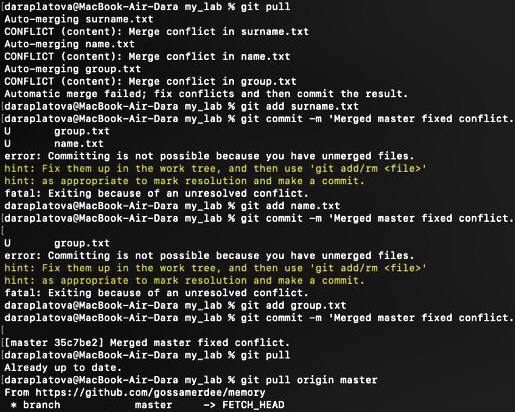 [daraplatova@MacBook-Air-Dara my_lab % git pull
Auto-merging surname.txt
CONFLICT (content): Merge conflict in surname.txt
Auto-merging name.txt
CONFLICT (content): Merge conflict in name.txt
Auto-merging group.txt
CONFLICT (content): Merge conflict in group.txt
Automatic merge failed; fix conflicts and then commit the result.
[daraplatova@MacBook-Air-Dara my_lab % git add surname.txt
[daraplatova@MacBook-Air-Dara my_lab % git commit -m 'Merged master fixed conflict.
U       group.txt
U       name.txt
error: Committing is not possible because you have unmerged files.
hint: Fix them up in the work tree, and then use 'git add/rm <file>'
hint: as appropriate to mark resolution and make a commit.
fatal: Exiting because of an unresolved conflict.
[daraplatova@MacBook-Air-Dara my_lab % git add name.txt
[daraplatova@MacBook-Air-Dara my_lab % git commit -m 'Merged master fixed conflict.
[
U       group.txt
error: Committing is not possible because you have unmerged files.
hint: Fix them up in the work tree, and then use 'git add/rm <file>'
hint: as appropriate to mark resolution and make a commit.
fatal: Exiting because of an unresolved conflict.
[daraplatova@MacBook-Air-Dara my_lab % git add group.txt
[daraplatova@MacBook-Air-Dara my_lab % git commit -m 'Merged master fixed conflict.
[
[[master 35c7be2] Merged master fixed conflict.
[daraplatova@MacBook-Air-Dara my_lab % git pull
Already up to date.
[daraplatova@MacBook-Air-Dara my_lab % git pull origin master
From https://github.com/gossamerdee/memory
 * branch            master     -> FETCH_HEAD